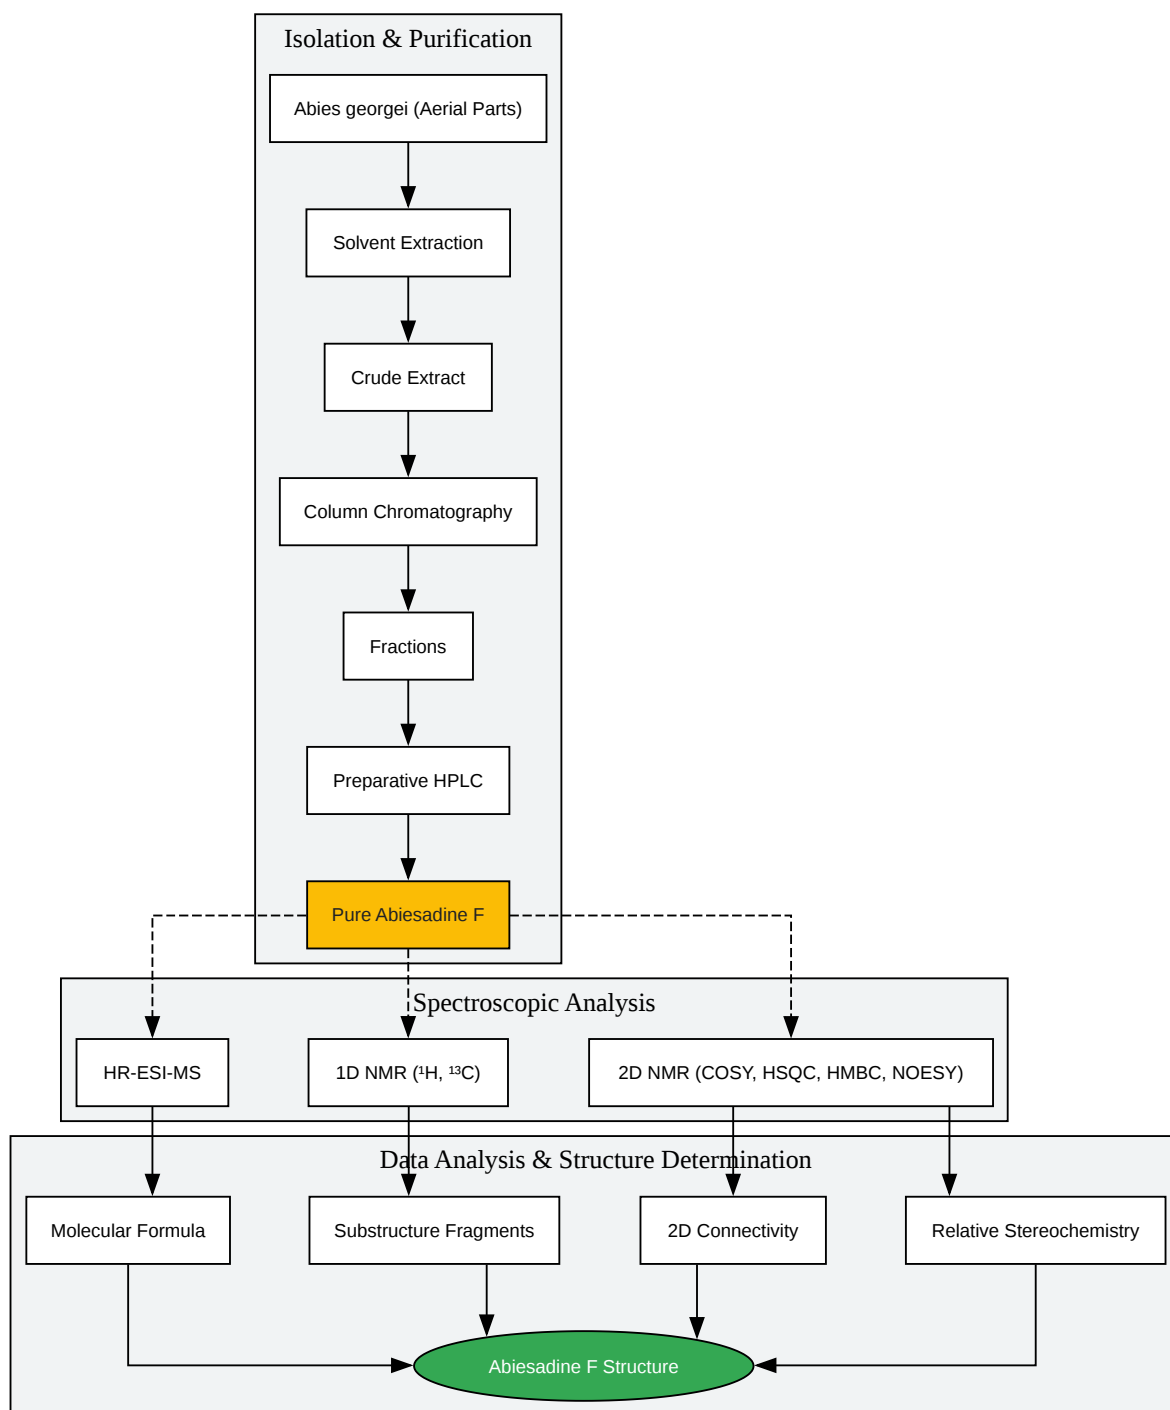 Isolation & Purification
Abies georgei (Aerial Parts)
Solvent Extraction
Crude Extract
Column Chromatography
Fractions
Preparative HPLC
Pure Abiesadine F
Spectroscopic Analysis
HR-ESI-MS
1D NMR (¹H, ¹³C)
2D NMR (COSY, HSQC, HMBC, NOESY)
Data Analysis & Structure Determination
Molecular Formula
Substructure Fragments
2D Connectivity
Relative Stereochemistry
Abiesadine F Structure